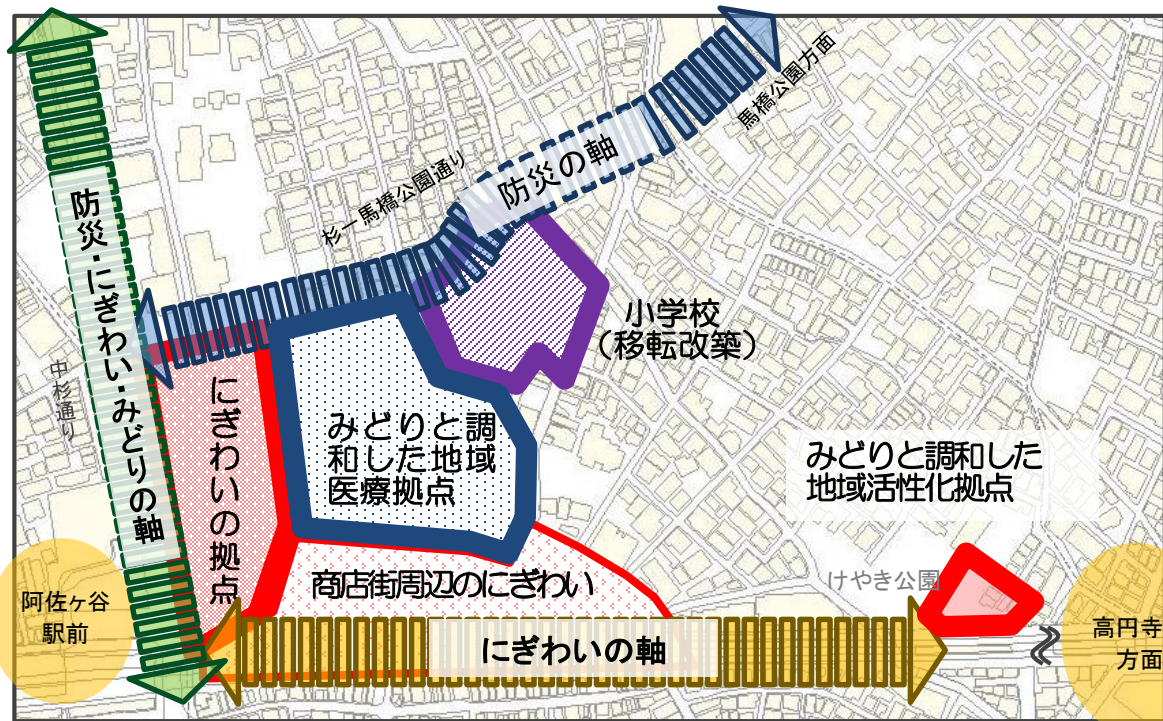 馬橋公園方面
防災の軸
杉一馬橋公園通り
防災・にぎわい・みどりの軸
小学校
（移転改築）
中杉通り
にぎわいの拠点
みどりと調
和した地域
医療拠点
みどりと調和した
地域活性化拠点
商店街周辺のにぎわい
けやき公園
阿佐ヶ谷
駅前
にぎわいの軸
高円寺
方面